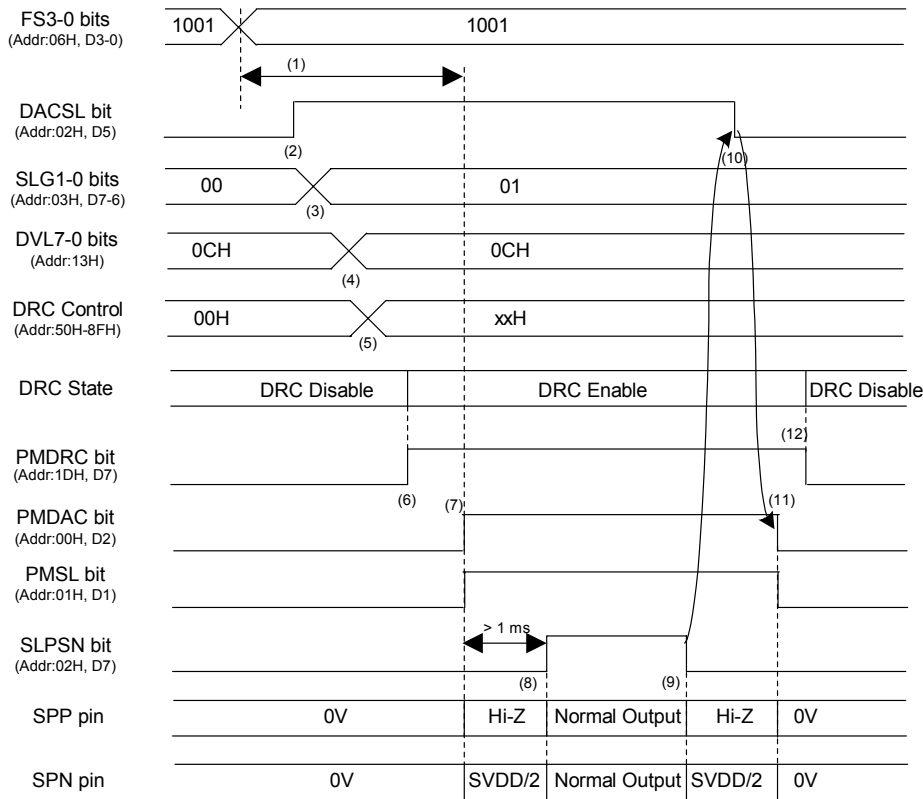 FS3-0 bits
(Addr:06H, D3-0)
1001
1001
(1)
DACSL bit
(Addr:02H, D5)
(2)
(10)
SLG1-0 bits
(Addr:03H, D7-6)
00
01
(3)
DVL7-0 bits
(Addr:13H)
0CH
0CH
(4)
DRC Control
(Addr:50H-8FH)
00H
xxH
(5)
DRC State
DRC Disable
DRC Enable
DRC Disable
PMDRC bit
(Addr:1DH, D7)
(12)
(6)
(7)
(11)
PMDAC bit
(Addr:00H, D2)
PMSL bit
(Addr:01H, D1)
SLPSN bit
(Addr:02H, D7)
> 1 ms
(8)
(9)
SPP pin
0V
Hi-Z
Normal Output
Hi-Z
0V
SPN pin
0V
SVDD/2
Normal Output
SVDD/2
0V